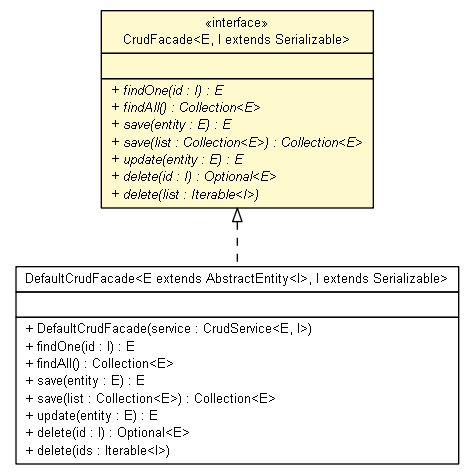 «interface»
CrudFacade<E, I extends Serializable>
+ findOne(id : I) : E
+ findAll() : Collection<E>
+ save(entity : E) : E
+ save(list : Collection<E>) : Collection<E>
+ update(entity : E) : E
+ delete(id : I) : Optional<E>
+ delete(list : Iterable<I>)
DefaultCrudFacade<E extends AbstractEntity<I>, I extends Serializable>
+ DefaultCrudFacade(service : CrudService<E, I>)
+ findOne(id : I) : E
+ findAll() : Collection<E>
+ save(entity : E) : E
+ save(list : Collection<E>) : Collection<E>
+ update(entity : E) : E
+ delete(id : I) : Optional<E>
+ delete(ids : Iterable<I>)